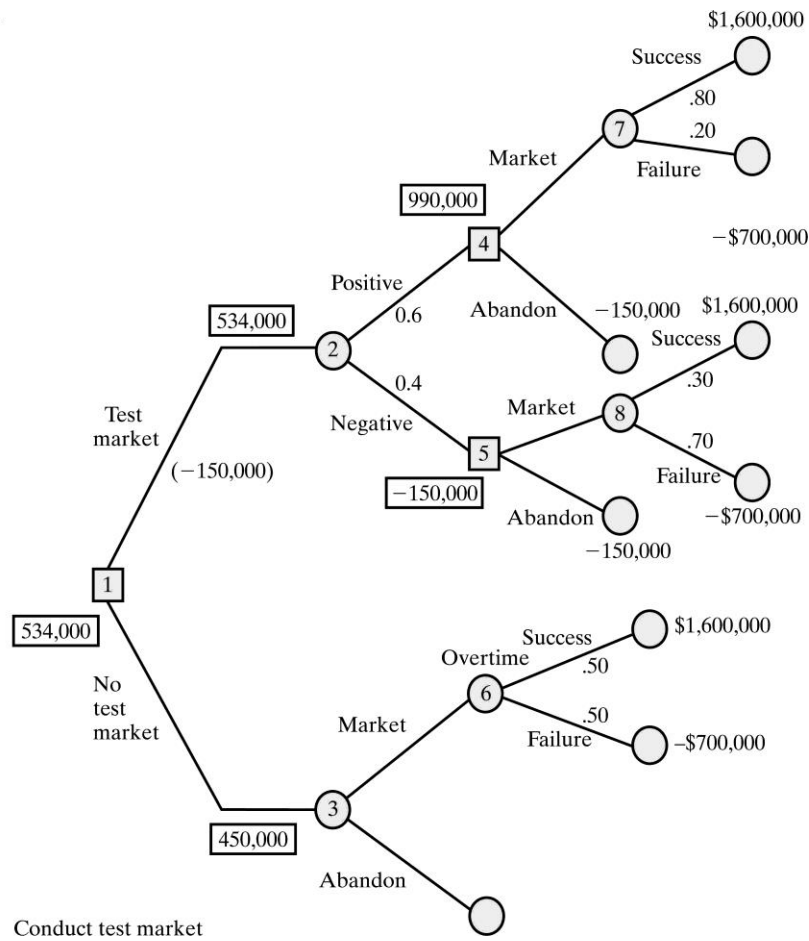 $1,600,000
Success
.80
7
.20
Market
Failure
990,000
4
−$700,000
Positive
Abandon
−150,000
$1,600,000
534,000
0.6
Success
2
.30
0.4
Market
8
Test
market
Negative
5
.70
Failure
(−150,000)
−150,000
Abandon
−$700,000
−150,000
1
534,000
Success
$1,600,000
Overtime
.50
No
test
market
6
Market
.50
Failure
–$700,000
3
450,000
Abandon
Conduct test market